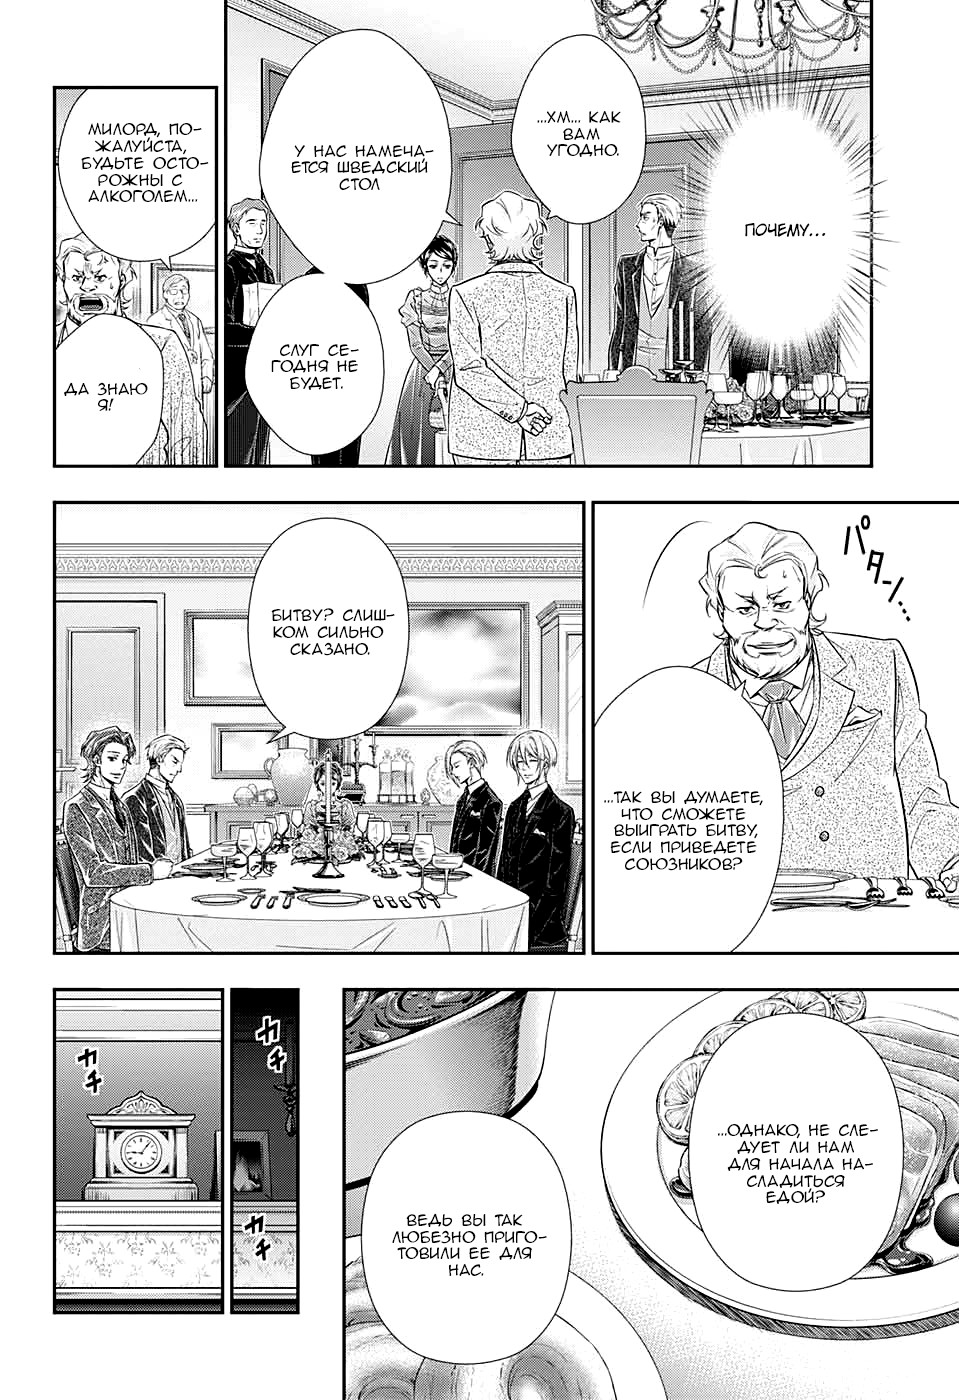 ПОЧЕМУ...
...ХМ... КАК
ВАМ
УГОДНО.
У НАС НАМЕЧА-
ЕТСЯ ШВЕДСКИЙ
СТОЛ
СЛУГ СЕ-
ГОДНЯ НЕ
БУДЕТ.
МИЛОРД, ПО-
ЖАЛУЙСТА,
БУДЬТЕ ОСТО-
РОЖНЫ С
АЛКОГОЛЕМ...
ДА ЗНАЮ
Я!
パタン...
...ТАК ВЫ ДУМАЕТЕ,
ЧТО СМОЖЕТЕ
ВЫИГРАТЬ БИТВУ,
ЕСЛИ ПРИВЕДЕТЕ
СОЮЗНИКОВ?
БИТВУ? СЛИШ-
КОМ СИЛЬНО
СКАЗАНО.
...ОДНАКО, НЕ СЛЕ-
ДУЕТ ЛИ НАМ
ДЛЯ НАЧАЛА НА-
СЛАДИТЬСЯ
ЕДОЙ?
ВЕДЬ ВЫ ТАК
ЛЮБЕЗНО ПРИГО-
ТОВИЛИ ЕЕ ДЛЯ
НАС.
カチ
カチ
カチ